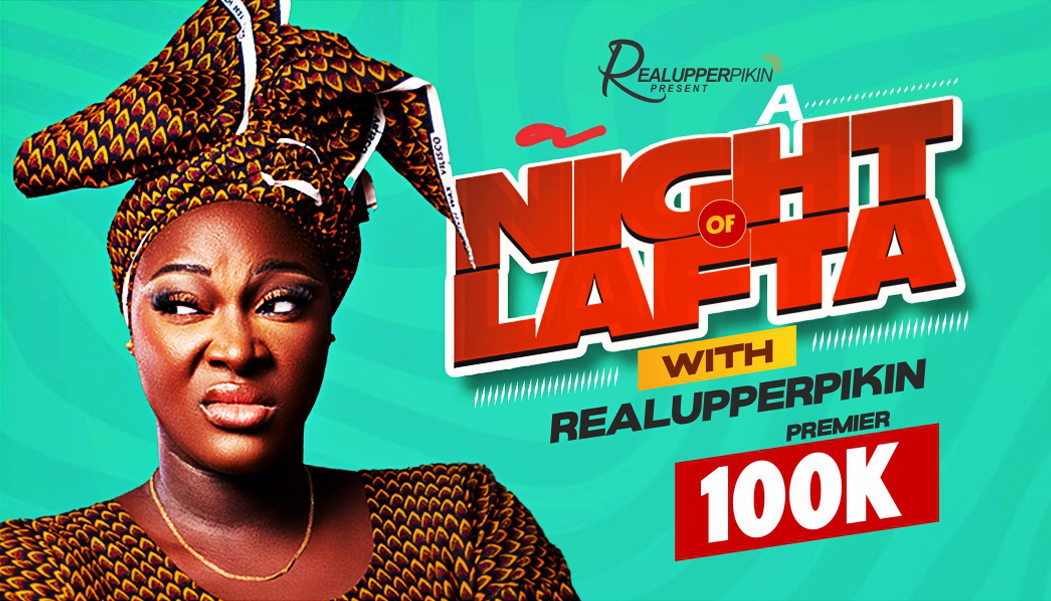 REALUPPERPIKIN
PRESENT
A
NIGHT
OF
LAFTA
WITH
REALUPPERPIKIN
PREMIER
100K